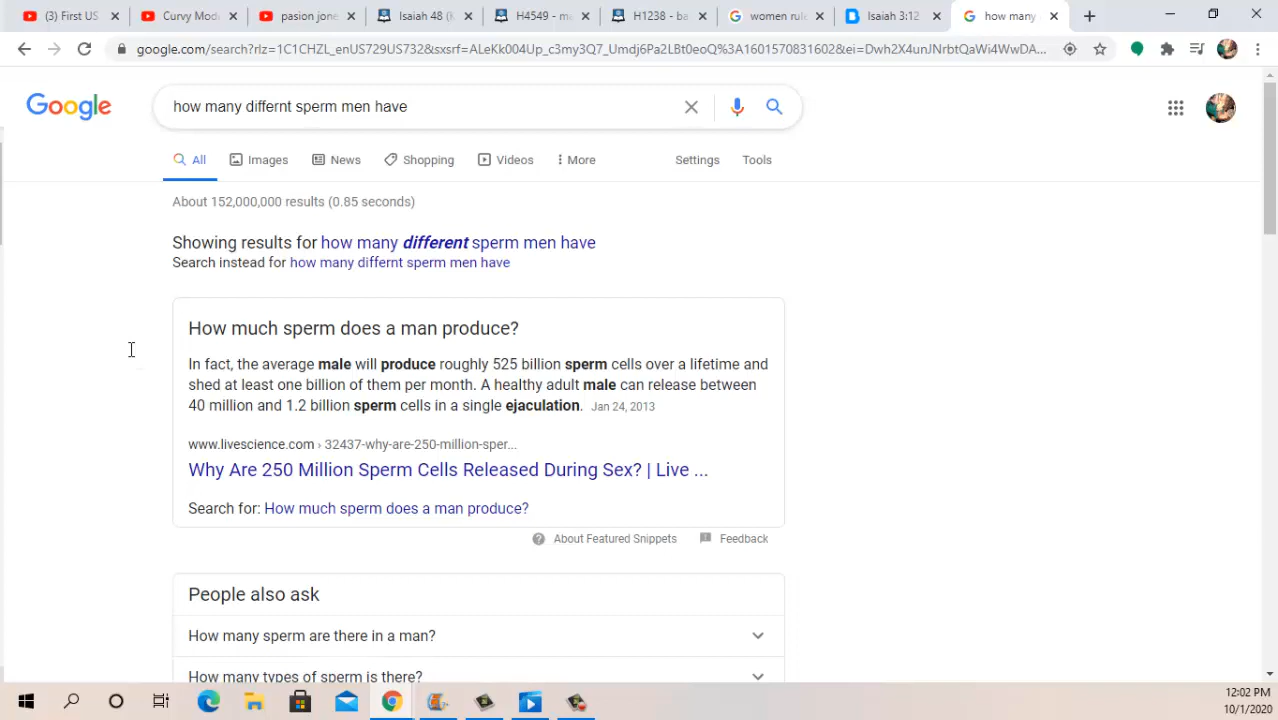 (3) First US
Curvy Mode
pasion jone
Isaiah 48 (K
H4549 - m
H1238 - ba
women rul
Isaiah 3:12
how many
google.com/search?rlz=1C1CHZL_enUS729US732&sxsrf=ALeKk004Up_c3my3Q7_Umdj6Pa2LBt0eoQ%3A1601570831602&ei=Dwh2X4unJNrbtQaWi4WwDA...
Google
how many differnt sperm men have
All
Images
News
Shopping
Videos
More
Settings
Tools
About 152,000,000 results (0.85 seconds)
Showing results for how many different sperm men have
Search instead for how many differnt sperm men have
How much sperm does a man produce?
In fact, the average male will produce roughly 525 billion sperm cells over a lifetime and
shed at least one billion of them per month. A healthy adult male can release between
40 million and 1.2 billion sperm cells in a single ejaculation. Jan 24, 2013
www.livescience.com › 32437-why-are-250-million-sper...
Why Are 250 Million Sperm Cells Released During Sex? | Live ...
Search for: How much sperm does a man produce?
About Featured Snippets
Feedback
People also ask
How many sperm are there in a man?
How many types of sperm is there?
12:02 PM
10/1/2020